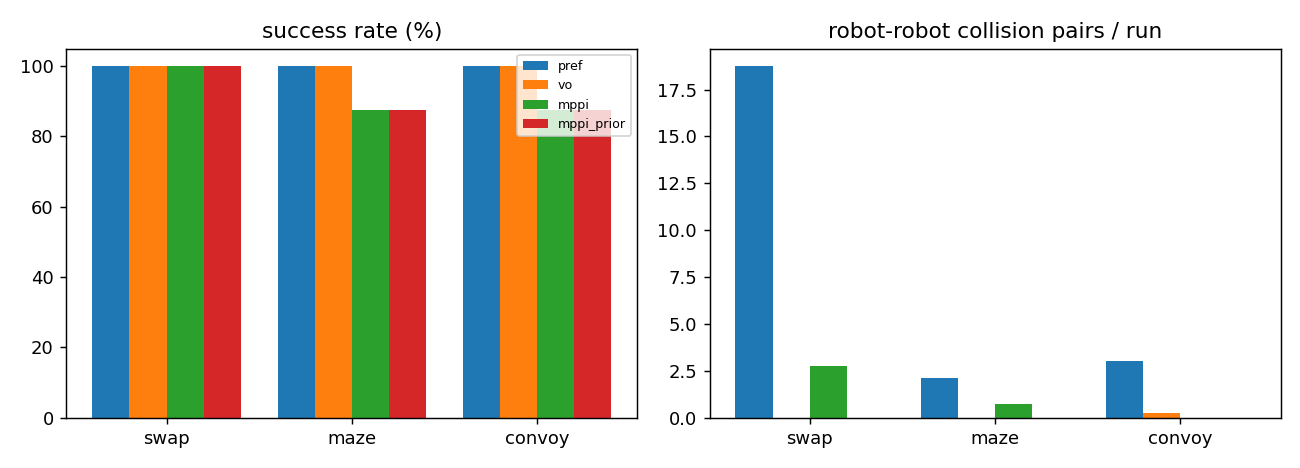 success rate (%)
100
80
60
40
20
0
swap
maze
convoy
pref
vo
mppi
mppi_prior
robot-robot collision pairs / run
17.5
15.0
12.5
10.0
7.5
5.0
2.5
0.0
swap
maze
convoy